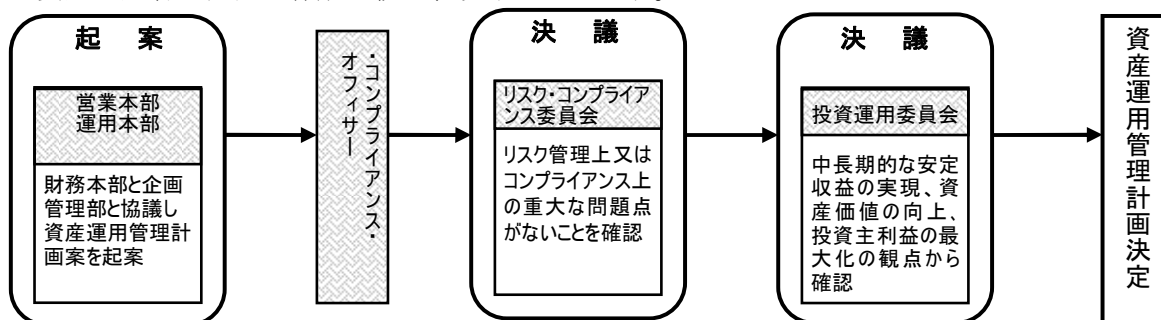 起　案
営業本部
運用本部
財務本部と企画
管理部と協議し
資産運用管理計
画案を起案
・コンプライアンス・
オフィサー
決　議
リスク・コンプライア
ンス委員会
リスク管理上又は
コンプライアンス上
の重大な問題点
がないことを確認
決　議
投資運用委員会
中長期的な安定
収益の実現、資
産価値の向上、
投資主利益の最
大化の観点から
確認
資産運用管理計画決定